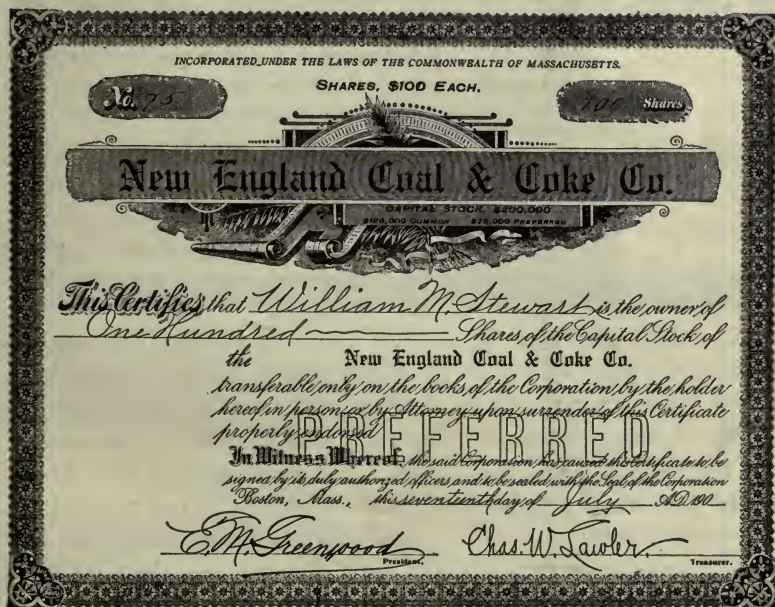 INCORPORATED UNDER THE LAWS OF THE COMMONWEALTH OF MASSACHUSETTS.
SHARES, $100 EACH.
No. 75
100 Shares
New England Coal & Coke Co.
CAPITAL STOCK, $200,000
$125,000 COMMON $75,000 PREFERRED
This Certifies that William M. Stewart is the owner of
One Hundred Shares of the Capital Stock of
the New England Coal & Coke Co.
transferable only on the books of the Corporation by the holder
hereof in person or by Attorney upon surrender of this Certificate
properly endorsed
PREFERRED
In Witness Whereof, the said Corporation has caused this Certificate to be
signed by its duly authorized officers, and to be sealed with the Seal of the Corporation
Boston, Mass., this seventeenth day of July A.D. 190
E. M. Greenwood Chas. W. Lawler.
President, Treasurer.